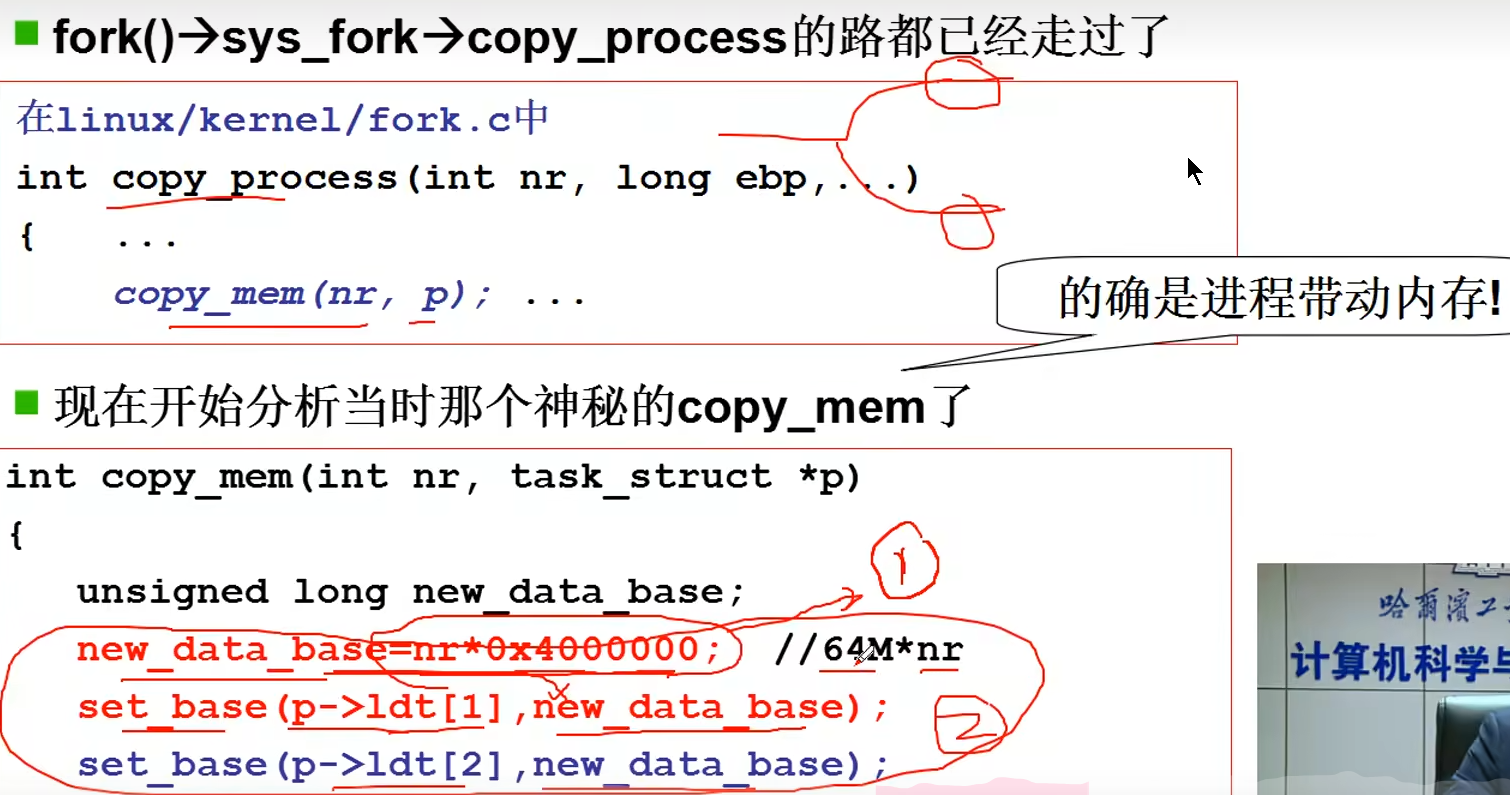 fork()→sys_fork→copy_process的路都已经走过了
在linux/kernel/fork.c中
int copy_process(int nr, long ebp,...)
{ ...
copy_mem(nr, p); ...
的确是进程带动内存!
现在开始分析当时那个神秘的copy_mem了
int copy_mem(int nr, task_struct *p)
{
unsigned long new_data_base;
1
new_data_base=nr*0x4000000; //64M*nr
set_base(p->ldt[1],new_data_base);
2
set_base(p->ldt[2],new_data_base);
哈爾濱工
计算机科学与